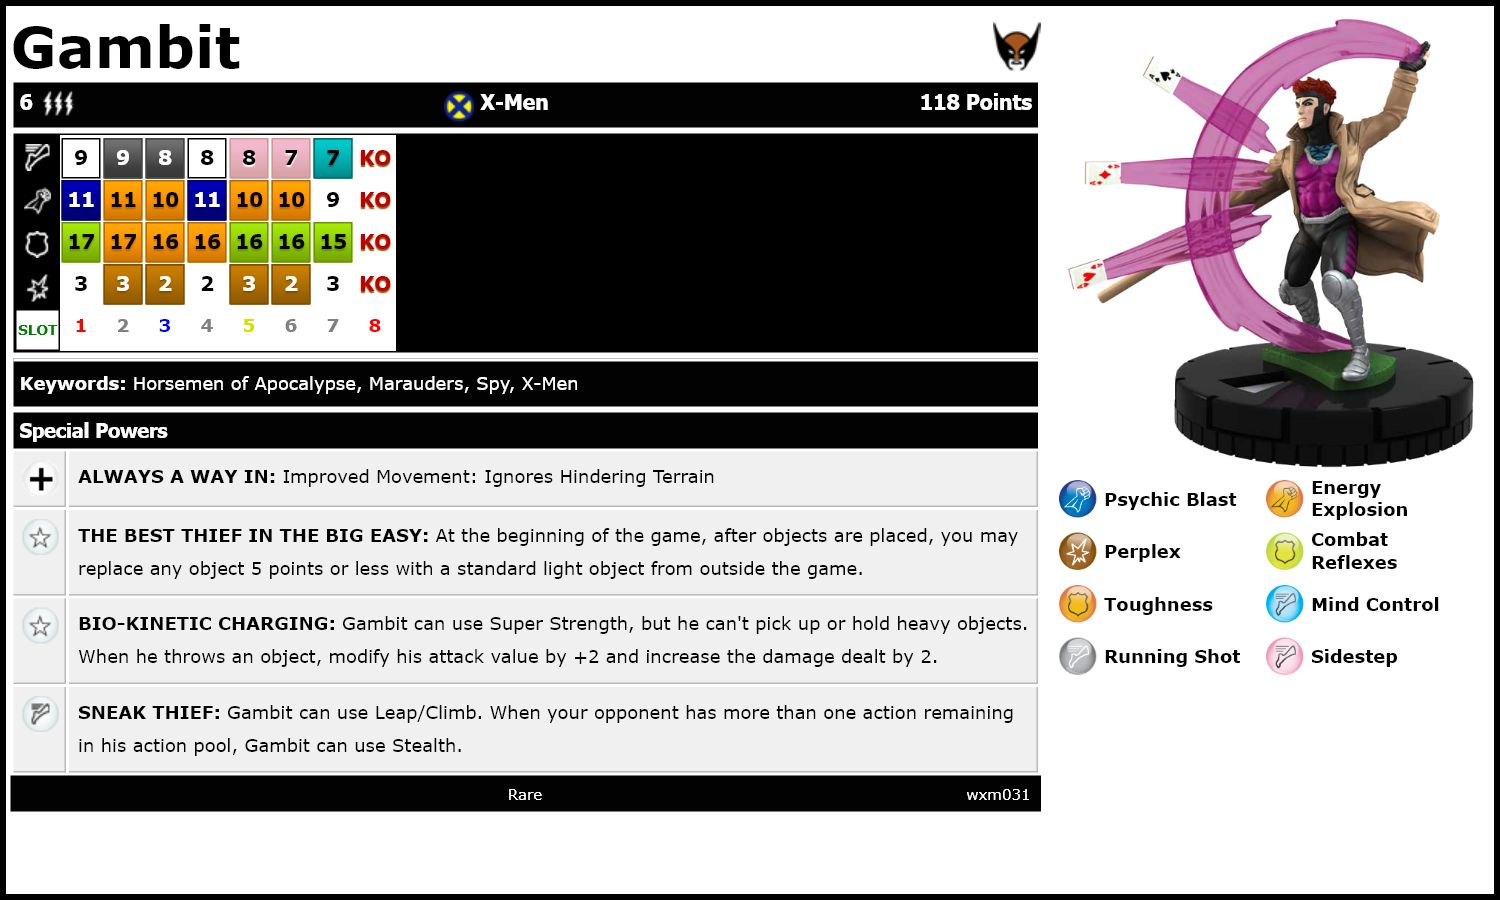 Gambit
6 X-Men 118 Points
9 9 8 8 8 7 7 KO
11 11 10 11 10 10 9 KO
17 17 16 16 16 16 15 KO
3 3 2 2 3 2 3 KO
SLOT 1 2 3 4 5 6 7 8
Keywords: Horsemen of Apocalypse, Marauders, Spy, X-Men
Special Powers
ALWAYS A WAY IN: Improved Movement: Ignores Hindering Terrain
THE BEST THIEF IN THE BIG EASY: At the beginning of the game, after objects are placed, you may
replace any object 5 points or less with a standard light object from outside the game.
BIO-KINETIC CHARGING: Gambit can use Super Strength, but he can't pick up or hold heavy objects.
When he throws an object, modify his attack value by +2 and increase the damage dealt by 2.
SNEAK THIEF: Gambit can use Leap/Climb. When your opponent has more than one action remaining
in his action pool, Gambit can use Stealth.
Rare wxm031
Psychic Blast
Energy
Explosion
Perplex
Combat
Reflexes
Toughness
Mind Control
Running Shot
Sidestep